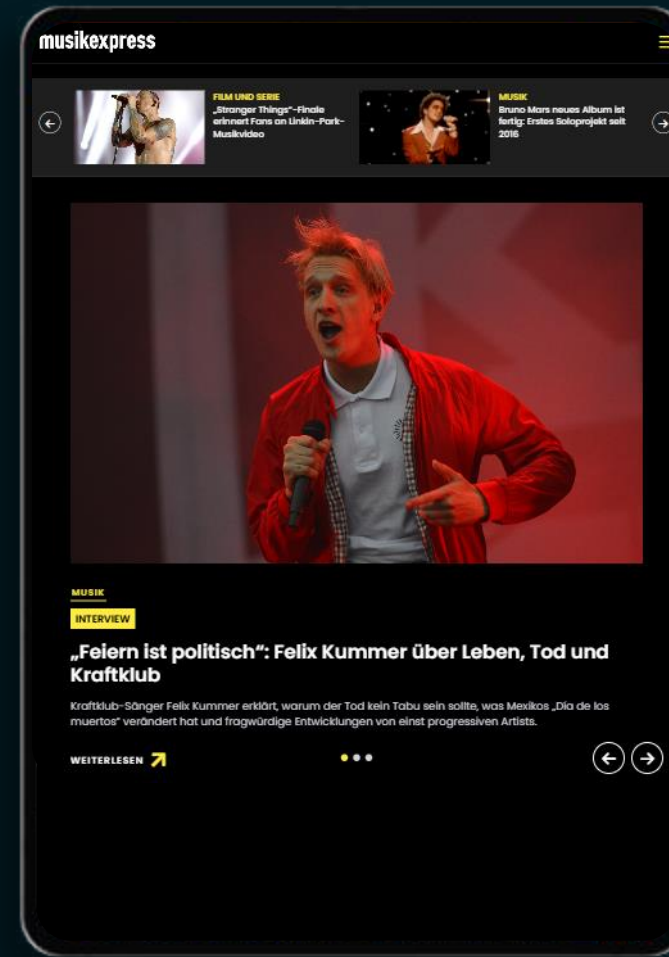 musikexpress
FILM UND SERIE
„Stranger Things“-Finale
erinnert Fans an Linkin-Park-
Musikvideo
MUSIK
Bruno Mars neues Album ist
fertig: Erstes Soloprojekt seit
2016
MUSIK
INTERVIEW
„Feiern ist politisch“: Felix Kummer über Leben, Tod und
Kraftklub
Kraftklub-Sänger Felix Kummer erklärt, warum der Tod kein Tabu sein sollte, was Mexikos „Día de los
muertos“ verändert hat und fragwürdige Entwicklungen von einst progressiven Artists.
WEITERLESEN